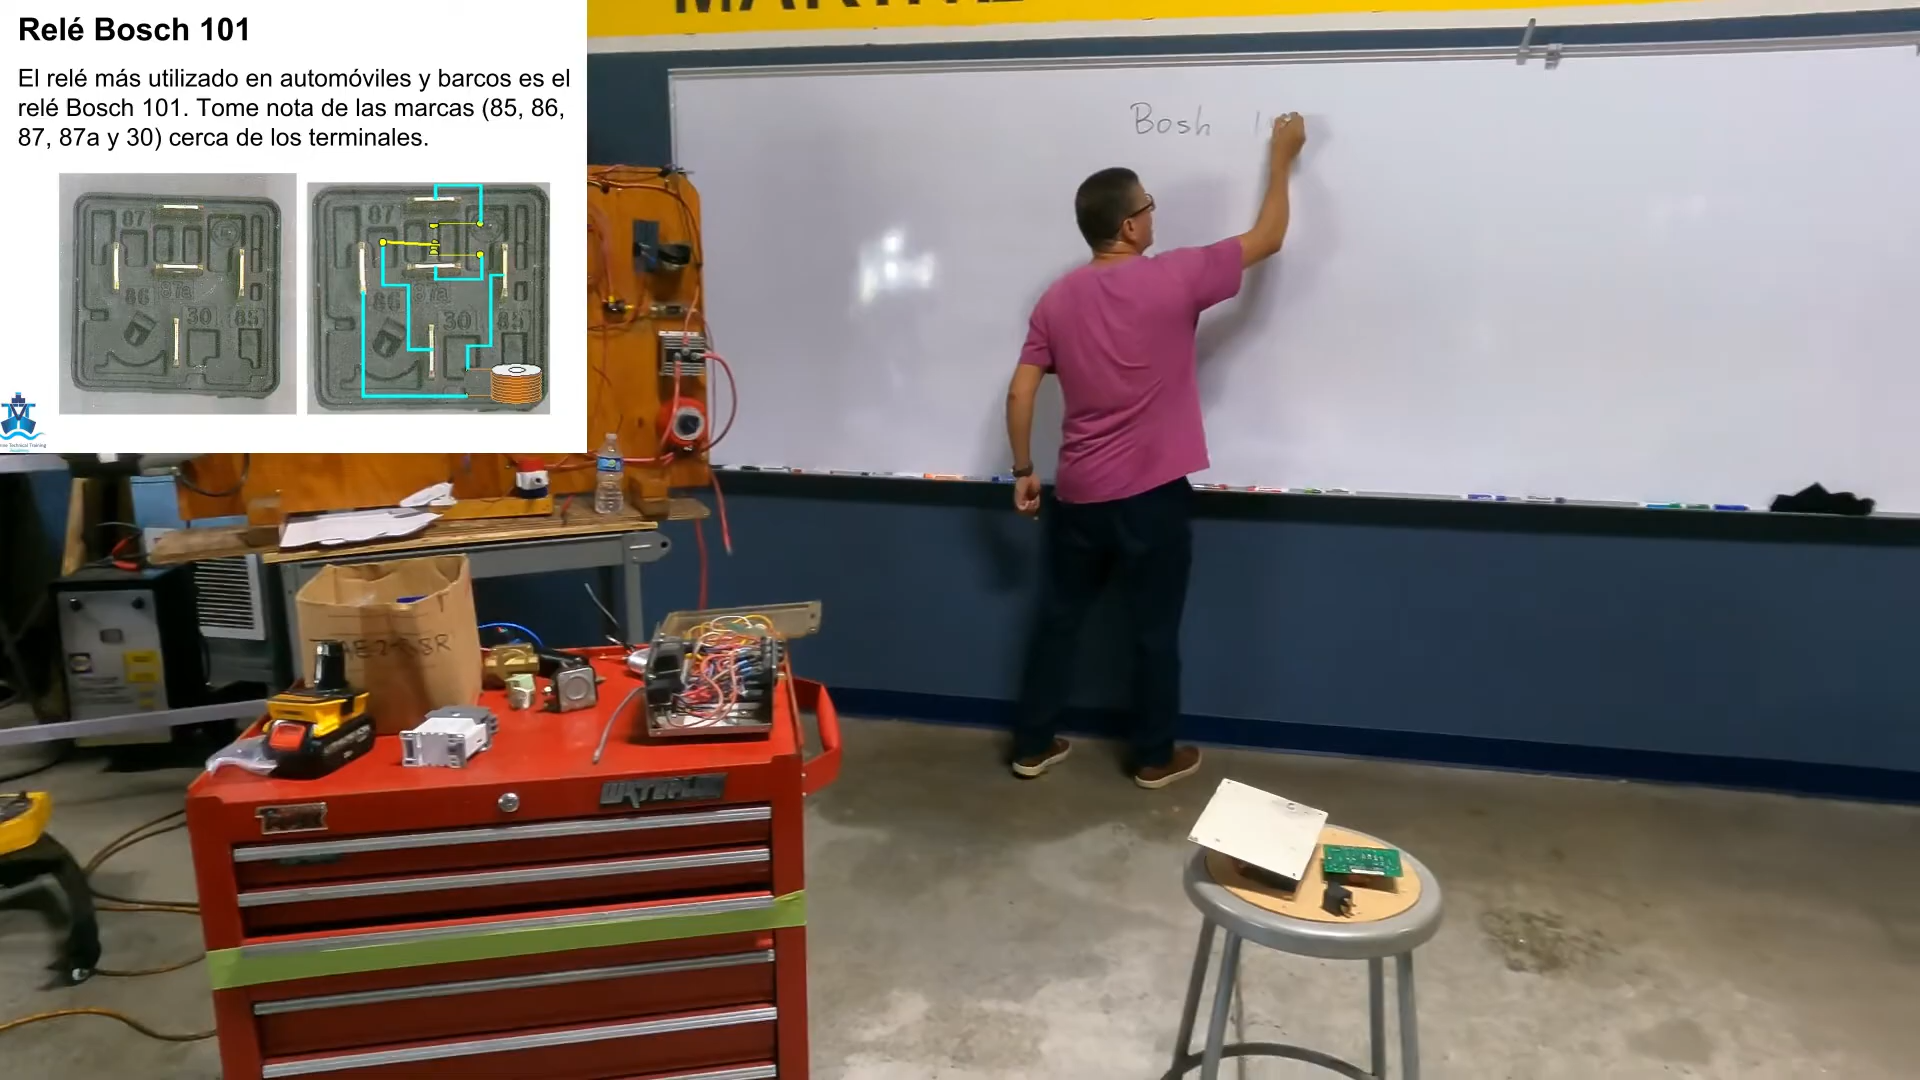 Relé Bosch 101
El relé más utilizado en automóviles y barcos es el
relé Bosch 101. Tome nota de las marcas (85, 86,
87, 87a y 30) cerca de los terminales.
87
86
87a
30
85
87
86
87a
30
85
Bosh